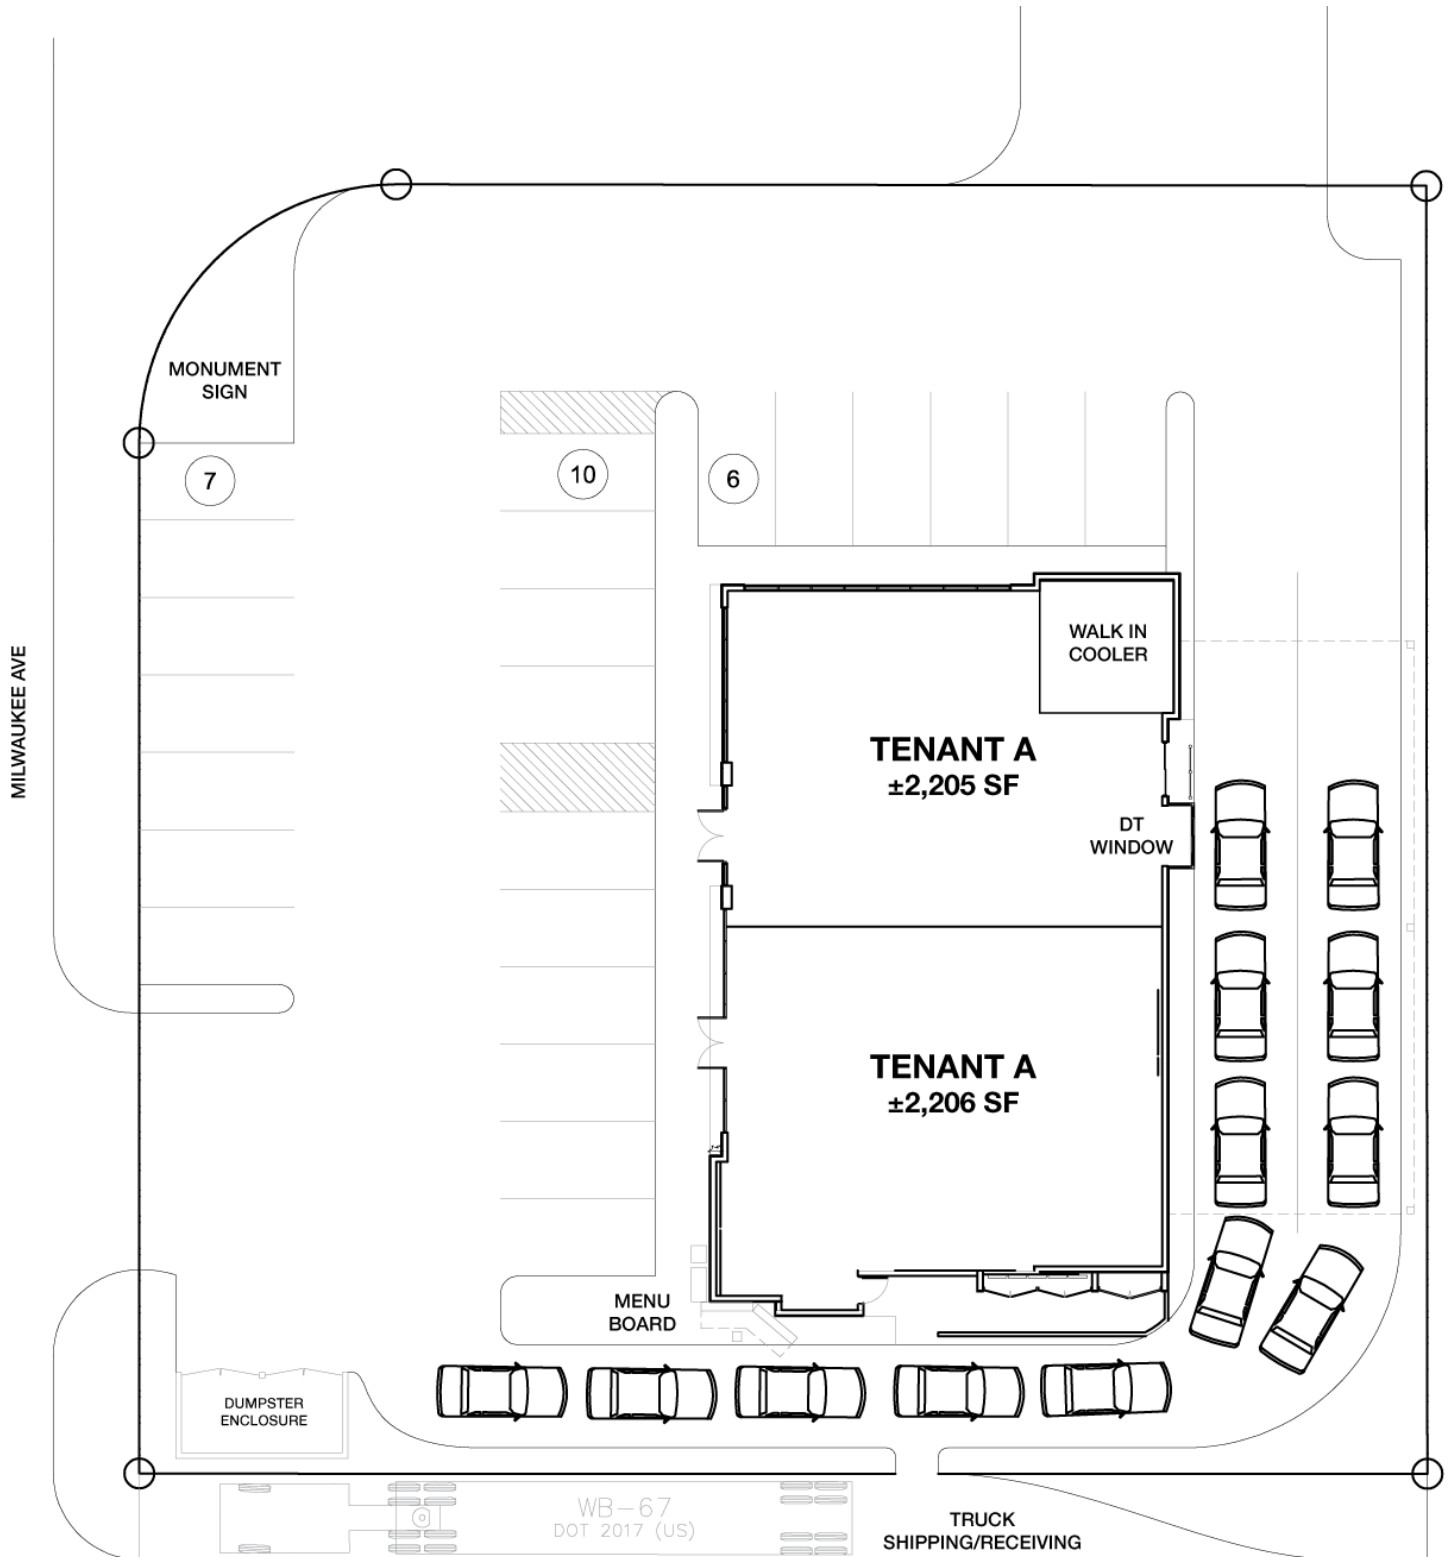 MONUMENT
SIGN
7
10
6
MILWAUKEE AVE
WALK IN
COOLER
TENANT A
±2,205 SF
DT
WINDOW
TENANT A
±2,206 SF
MENU
BOARD
DUMPSTER
ENCLOSURE
WB-67
DOT 2017 (US)
TRUCK
SHIPPING/RECEIVING